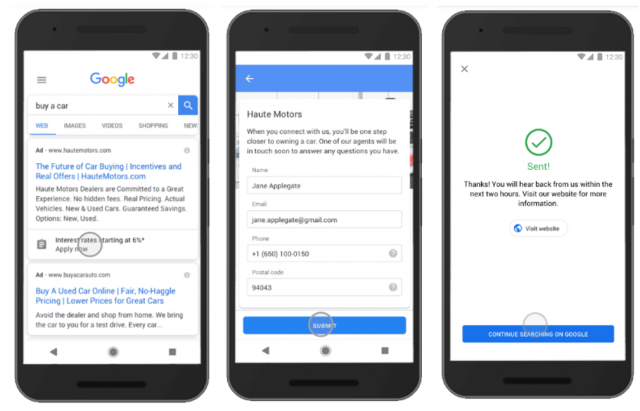 12:30
Google
buy a car
WEB IMAGES VIDEOS SHOPPING NEW
Ad · www.hautemotors.com
The Future of Car Buying | Incentives and
Real Offers | HauteMotors.com
Haute Motors Dealers are Committed to a Great
Experience. No hidden fees. Real Pricing. Actual
Vehicles. New & Used Cars. Guaranteed Savings.
Options: New, Used.
Interest rates starting at 6%*
Apply now
Ad · www.buyacarauto.com
Buy A Used Car Online | Fair, No-Haggle
Pricing | Lower Prices for Great Cars
Avoid the dealer and shop from home. We bring
the car to you for a test drive. Every car...
12:30
Haute Motors
When you connect with us, you'll be one step
closer to owning a car. One of our agents will be
in touch soon to answer any questions you have.
Name
Jane Applegate
Email
jane.applegate@gmail.com
Phone
+1 (650) 100-0150
Postal code
94043
SUBMIT
12:30
Sent!
Thanks! You will hear back from us within the
next two hours. Visit our website for more
information.
Visit website
CONTINUE SEARCHING ON GOOGLE